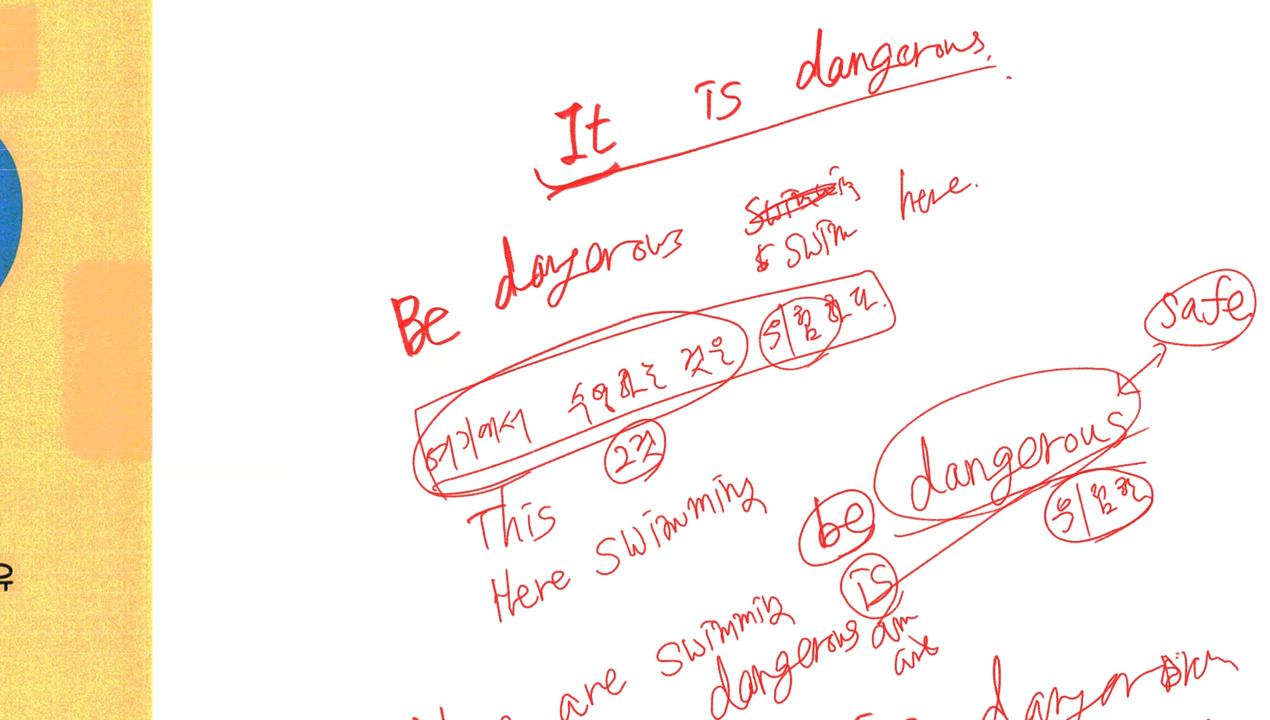 It is dangerous.
Be dangerous swim here.
safe
여기에서 수영하는 것은 위험하다.
그것
dangerous
위험한
This
Here swimming be
is
are swimming dangerous am
are